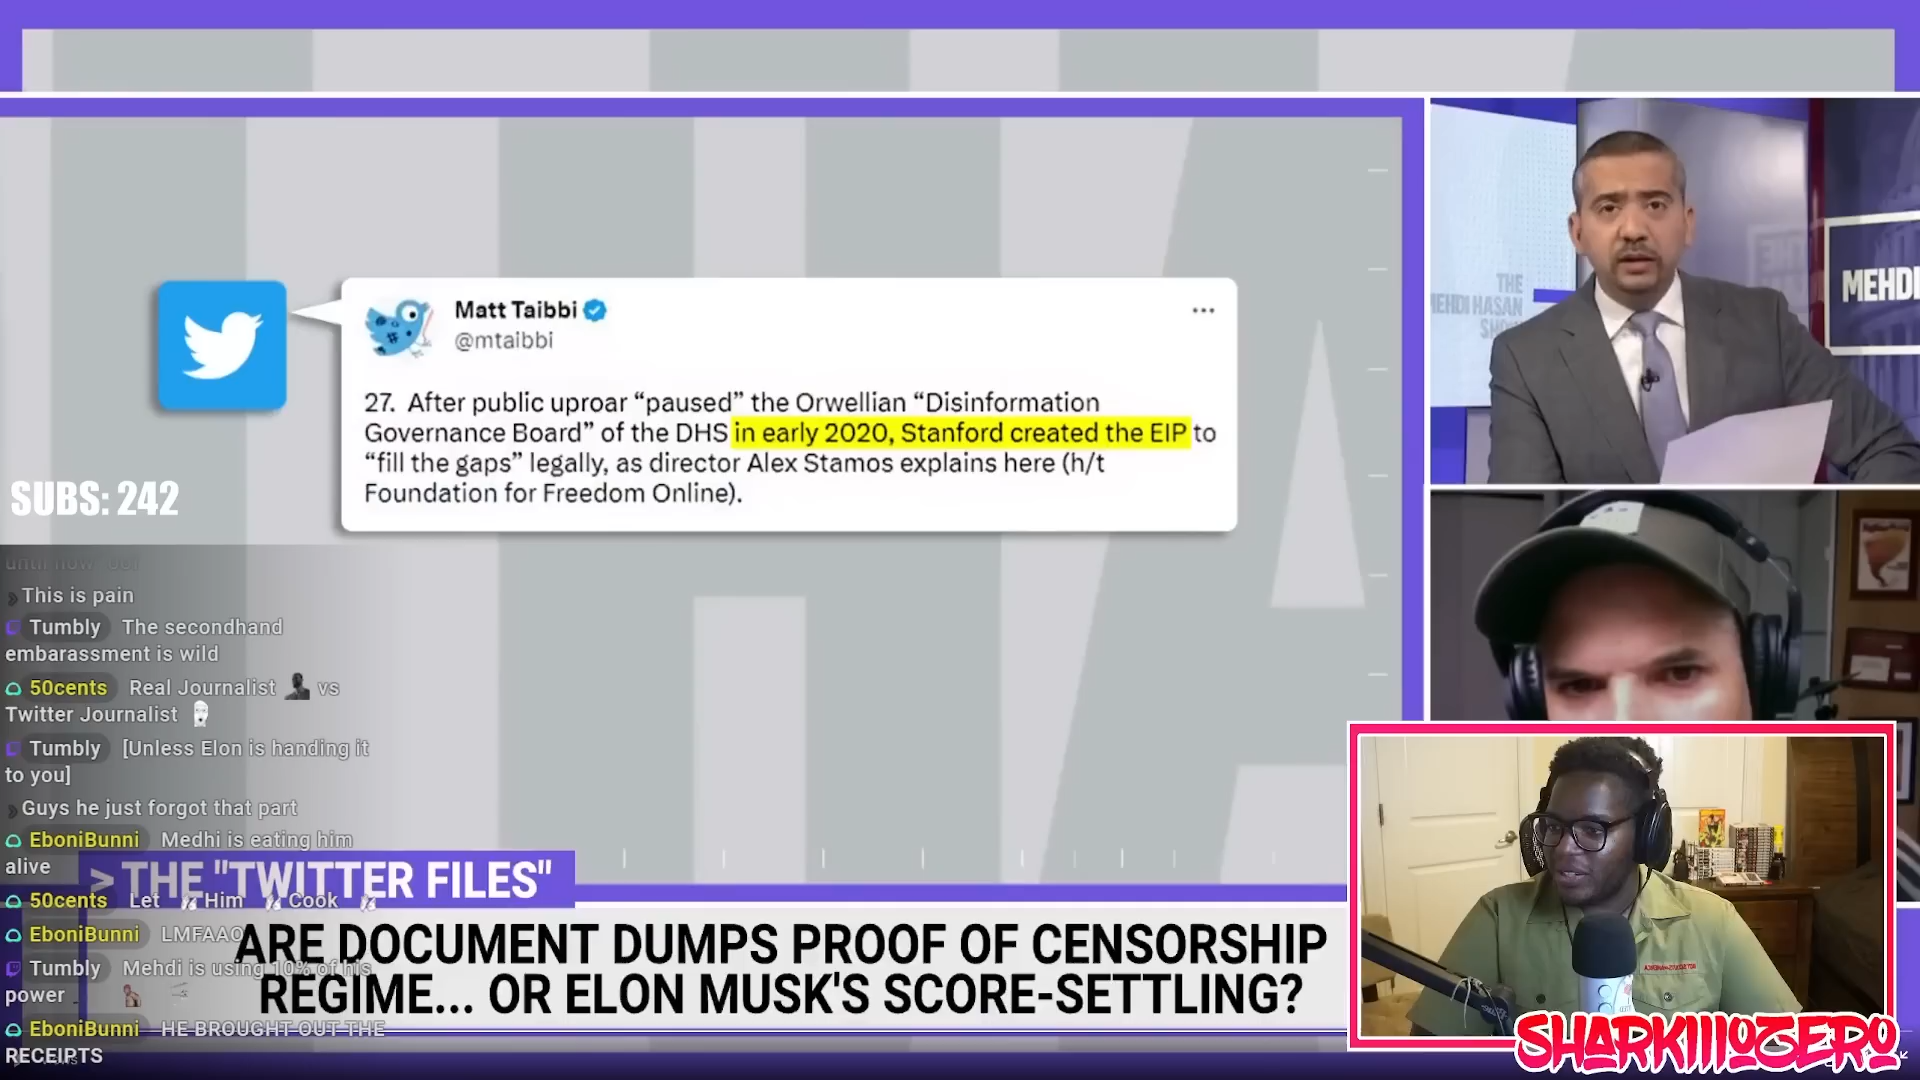 Matt Taibbi
@mtaibbi
27. After public uproar “paused” the Orwellian “Disinformation
Governance Board” of the DHS in early 2020, Stanford created the EIP to
“fill the gaps” legally, as director Alex Stamos explains here (h/t
Foundation for Freedom Online).
THE
MEHDI HASAN
SHOW
MEHDI
SUBS: 242
This is pain
Tumbly The secondhand
embarassment is wild
50cents Real Journalist vs
Twitter Journalist
Tumbly [Unless Elon is handing it
to you]
Guys he just forgot that part
EboniBunni Medhi is eating him
alive
50cents Let Him Cook
EboniBunni LMFAAO
Tumbly Mehdi is using 10% of his
power
EboniBunni HE BROUGHT OUT THE
RECEIPTS
> THE "TWITTER FILES"
ARE DOCUMENT DUMPS PROOF OF CENSORSHIP
REGIME... OR ELON MUSK'S SCORE-SETTLING?
SHARKIIIOZERO